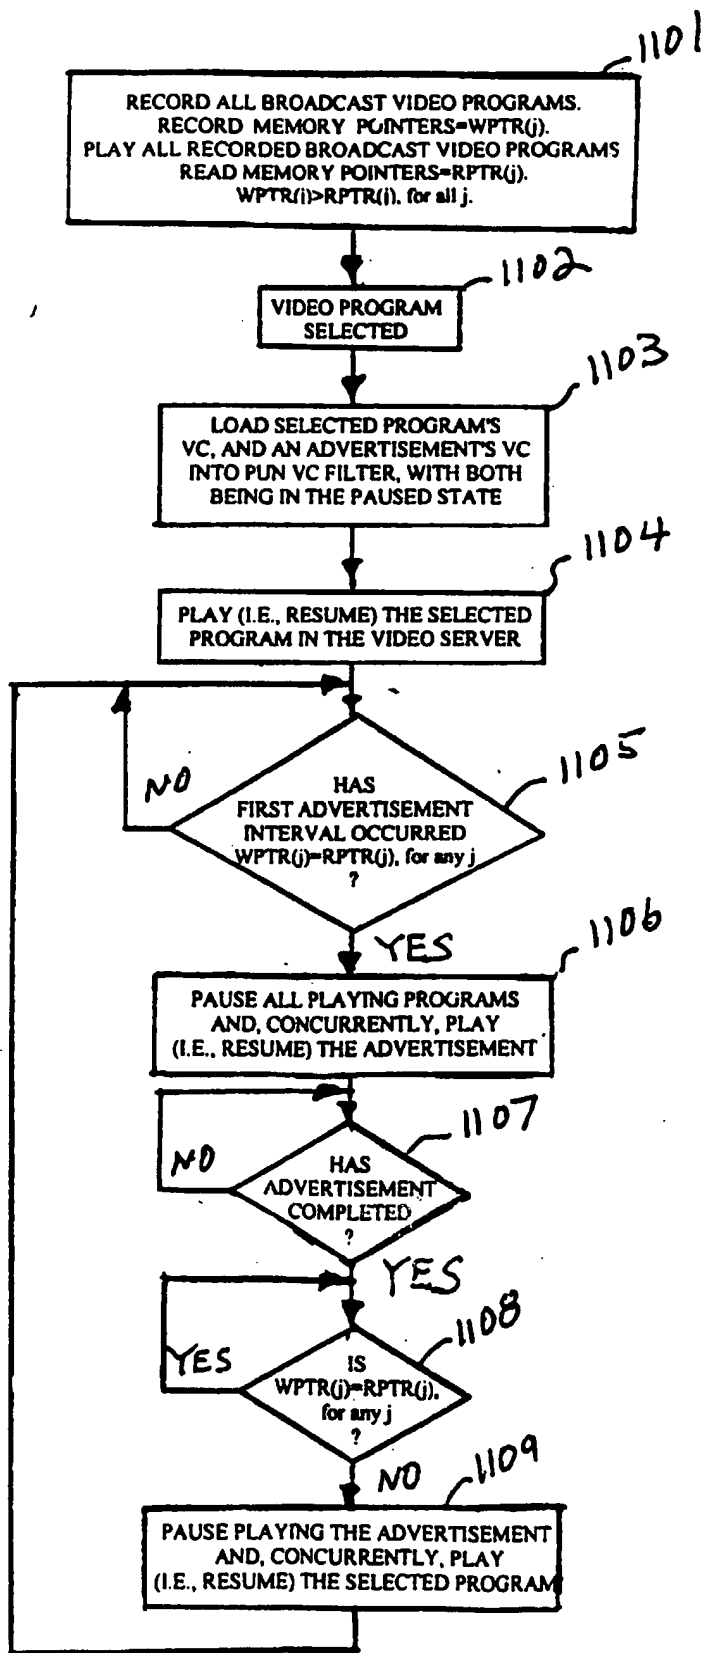 1101
RECORD ALL BROADCAST VIDEO PROGRAMS.
RECORD MEMORY POINTERS=WPTR(j).
PLAY ALL RECORDED BROADCAST VIDEO PROGRAMS
READ MEMORY POINTERS=RPTR(j).
WPTR(j)>RPTR(j), for all j.
1102
VIDEO PROGRAM
SELECTED
1103
LOAD SELECTED PROGRAM'S
VC, AND AN ADVERTISEMENT'S VC
INTO PUN VC FILTER, WITH BOTH
BEING IN THE PAUSED STATE
1104
PLAY (I.E., RESUME) THE SELECTED
PROGRAM IN THE VIDEO SERVER
1105
NO
HAS
FIRST ADVERTISEMENT
INTERVAL OCCURRED
WPTR(j)=RPTR(j), for any j
?
YES
1106
PAUSE ALL PLAYING PROGRAMS
AND, CONCURRENTLY, PLAY
(I.E., RESUME) THE ADVERTISEMENT
1107
NO
HAS
ADVERTISEMENT
COMPLETED
?
YES
1108
YES
IS
WPTR(j)=RPTR(j),
for any j
?
NO
1109
PAUSE PLAYING THE ADVERTISEMENT
AND, CONCURRENTLY, PLAY
(I.E., RESUME) THE SELECTED PROGRAM